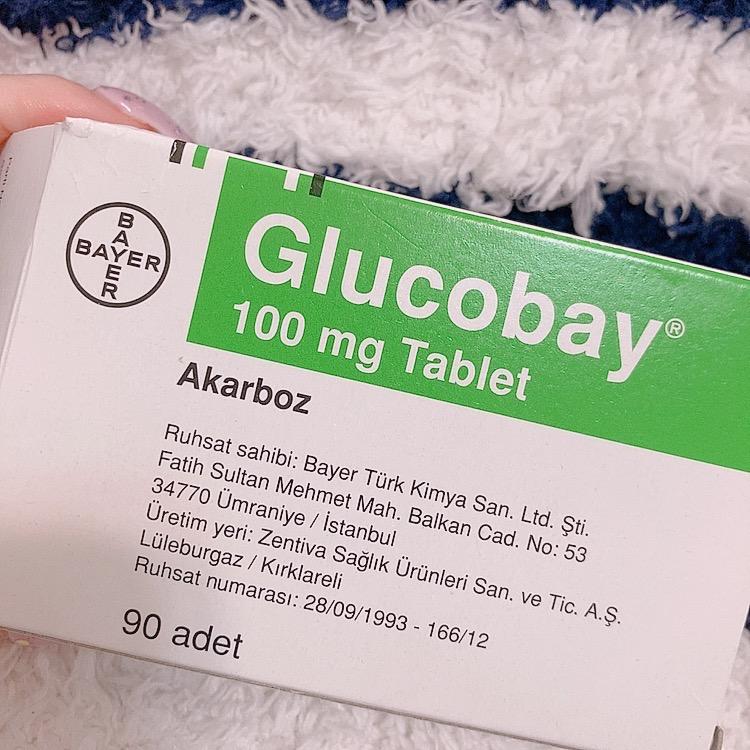 BAYER
BAYER
Glucobay®
100 mg Tablet
Akarboz
Ruhsat sahibi: Bayer Türk Kimya San. Ltd. Şti.
Fatih Sultan Mehmet Mah. Balkan Cad. No: 53
34770 Ümraniye / İstanbul
Üretim yeri: Zentiva Sağlık Ürünleri San. ve Tic. A.Ş.
Lüleburgaz / Kırklareli
Ruhsat numarası: 28/09/1993 - 166/12
90 adet